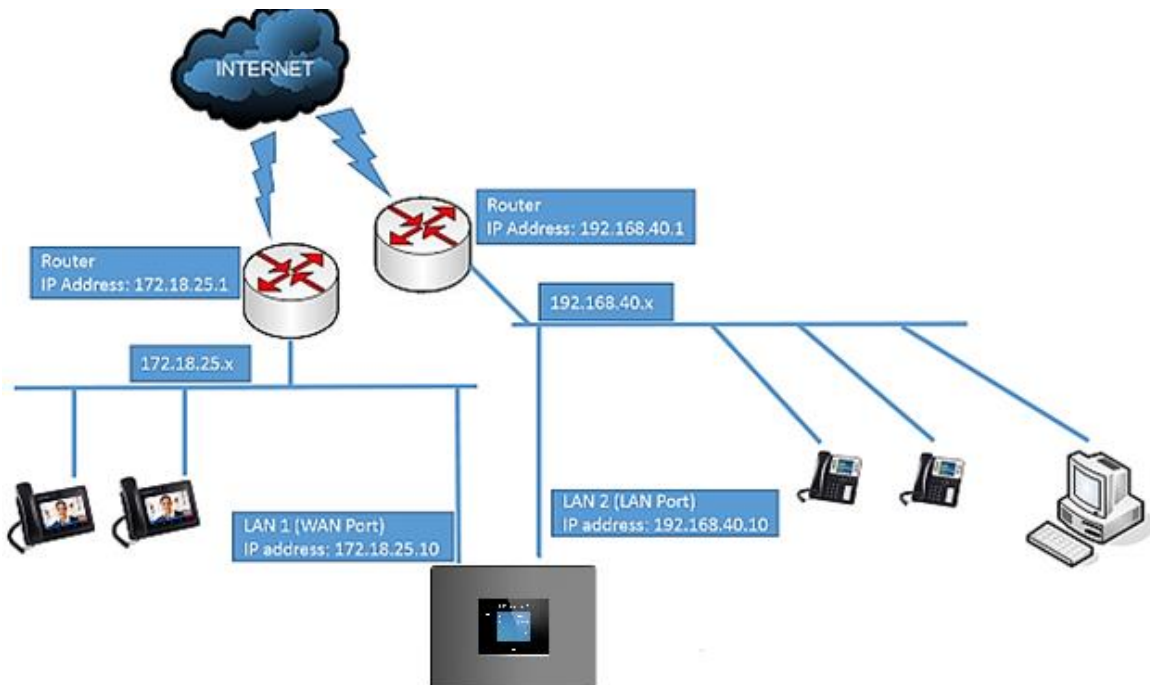 INTERNET
Router
IP Address: 192.168.40.1
Router
IP Address: 172.18.25.1
192.168.40.x
172.18.25.x
LAN 1 (WAN Port)
IP address: 172.18.25.10
LAN 2 (LAN Port)
IP address: 192.168.40.10